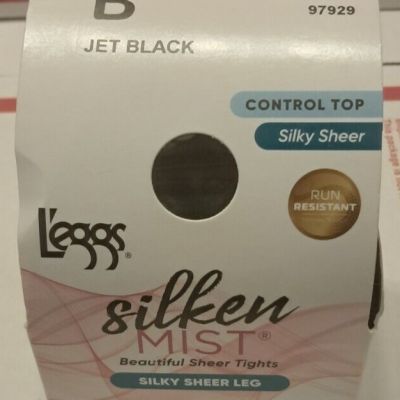 B
97929
JET BLACK
CONTROL TOP
Silky Sheer
RUN
RESISTANT
L'eggs®
silken
MIST®
Beautiful Sheer Tights
SILKY SHEER LEG